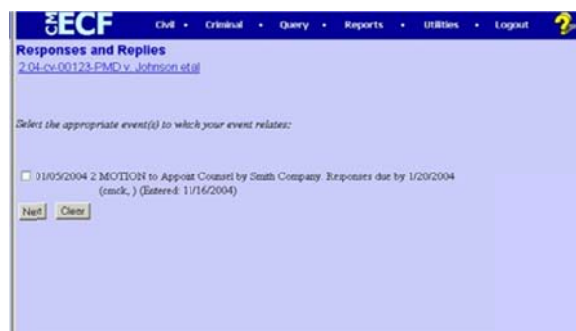 CM ECF Civil • Criminal • Query • Reports • Utilities • Logout ?
Responses and Replies
2:04-cv-00123-PMD v. Johnson et al
Select the appropriate event(s) to which your event relates:
01/05/2004 2 MOTION to Appoint Counsel by Smith Company. Responses due by 1/20/2004
(cmck, ) (Entered: 11/16/2004)
Next Clear